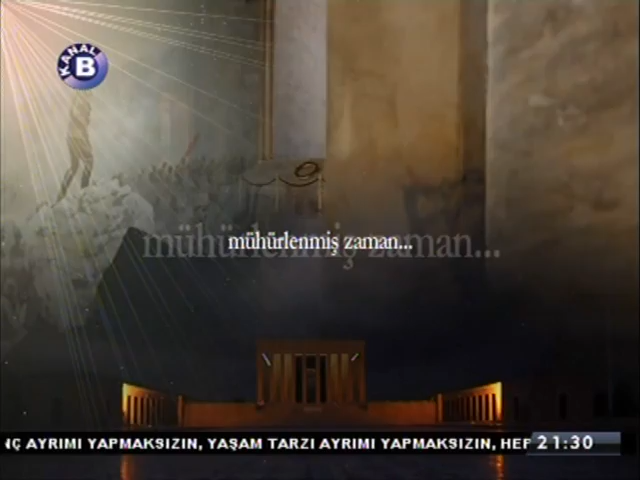 KANAL B
mühürlenmiş zaman...
mühürlenmiş zaman...
NÇ AYRIMI YAPMAKSIZIN, YAŞAM TARZI AYRIMI YAPMAKSIZIN, HEP
21:30